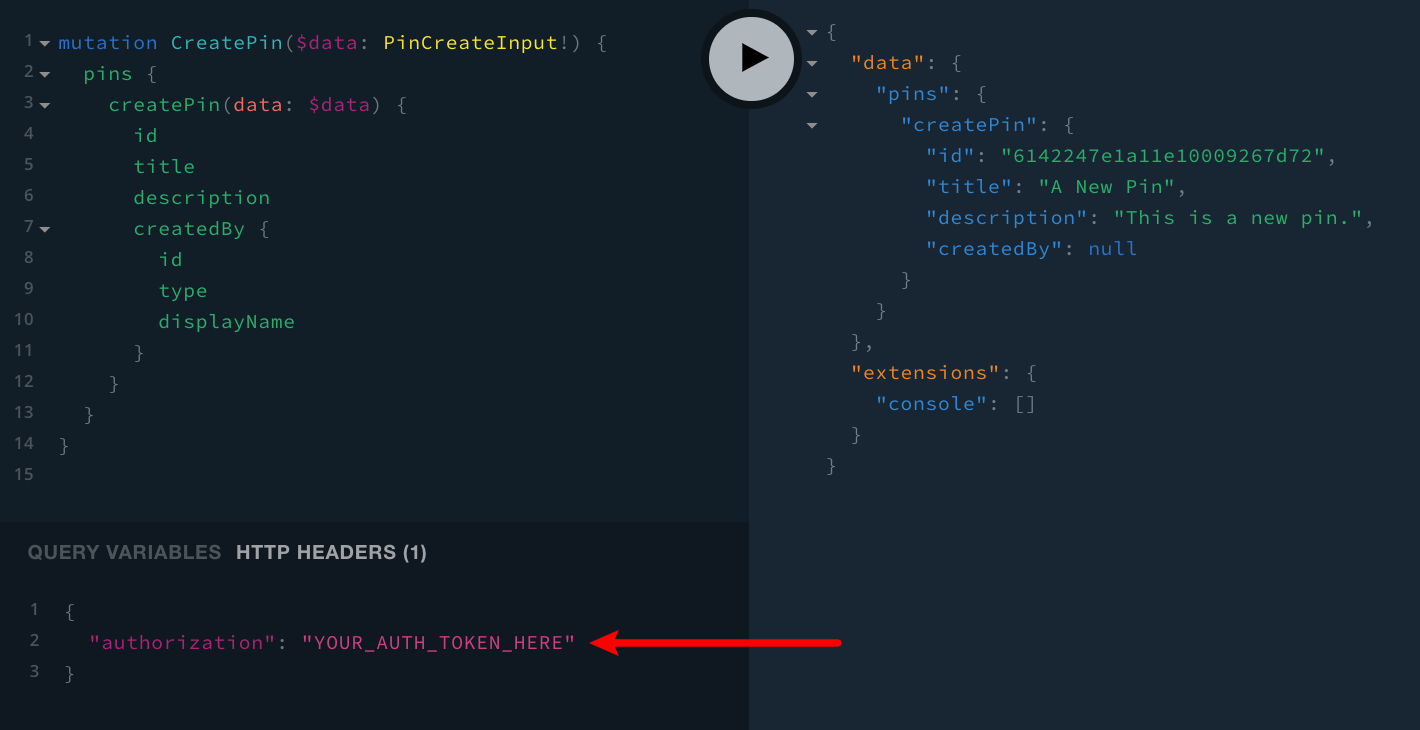 1 mutation CreatePin($data: PinCreateInput!) {
2 pins {
3 createPin(data: $data) {
4 id
5 title
6 description
7 createdBy {
8 id
9 type
10 displayName
11 }
12 }
13 }
14 }
15
QUERY VARIABLES HTTP HEADERS (1)
1 {
2 "authorization": "YOUR_AUTH_TOKEN_HERE"
3 }
{
"data": {
"pins": {
"createPin": {
"id": "6142247e1a11e10009267d72",
"title": "A New Pin",
"description": "This is a new pin.",
"createdBy": null
}
}
},
"extensions": {
"console": []
}
}